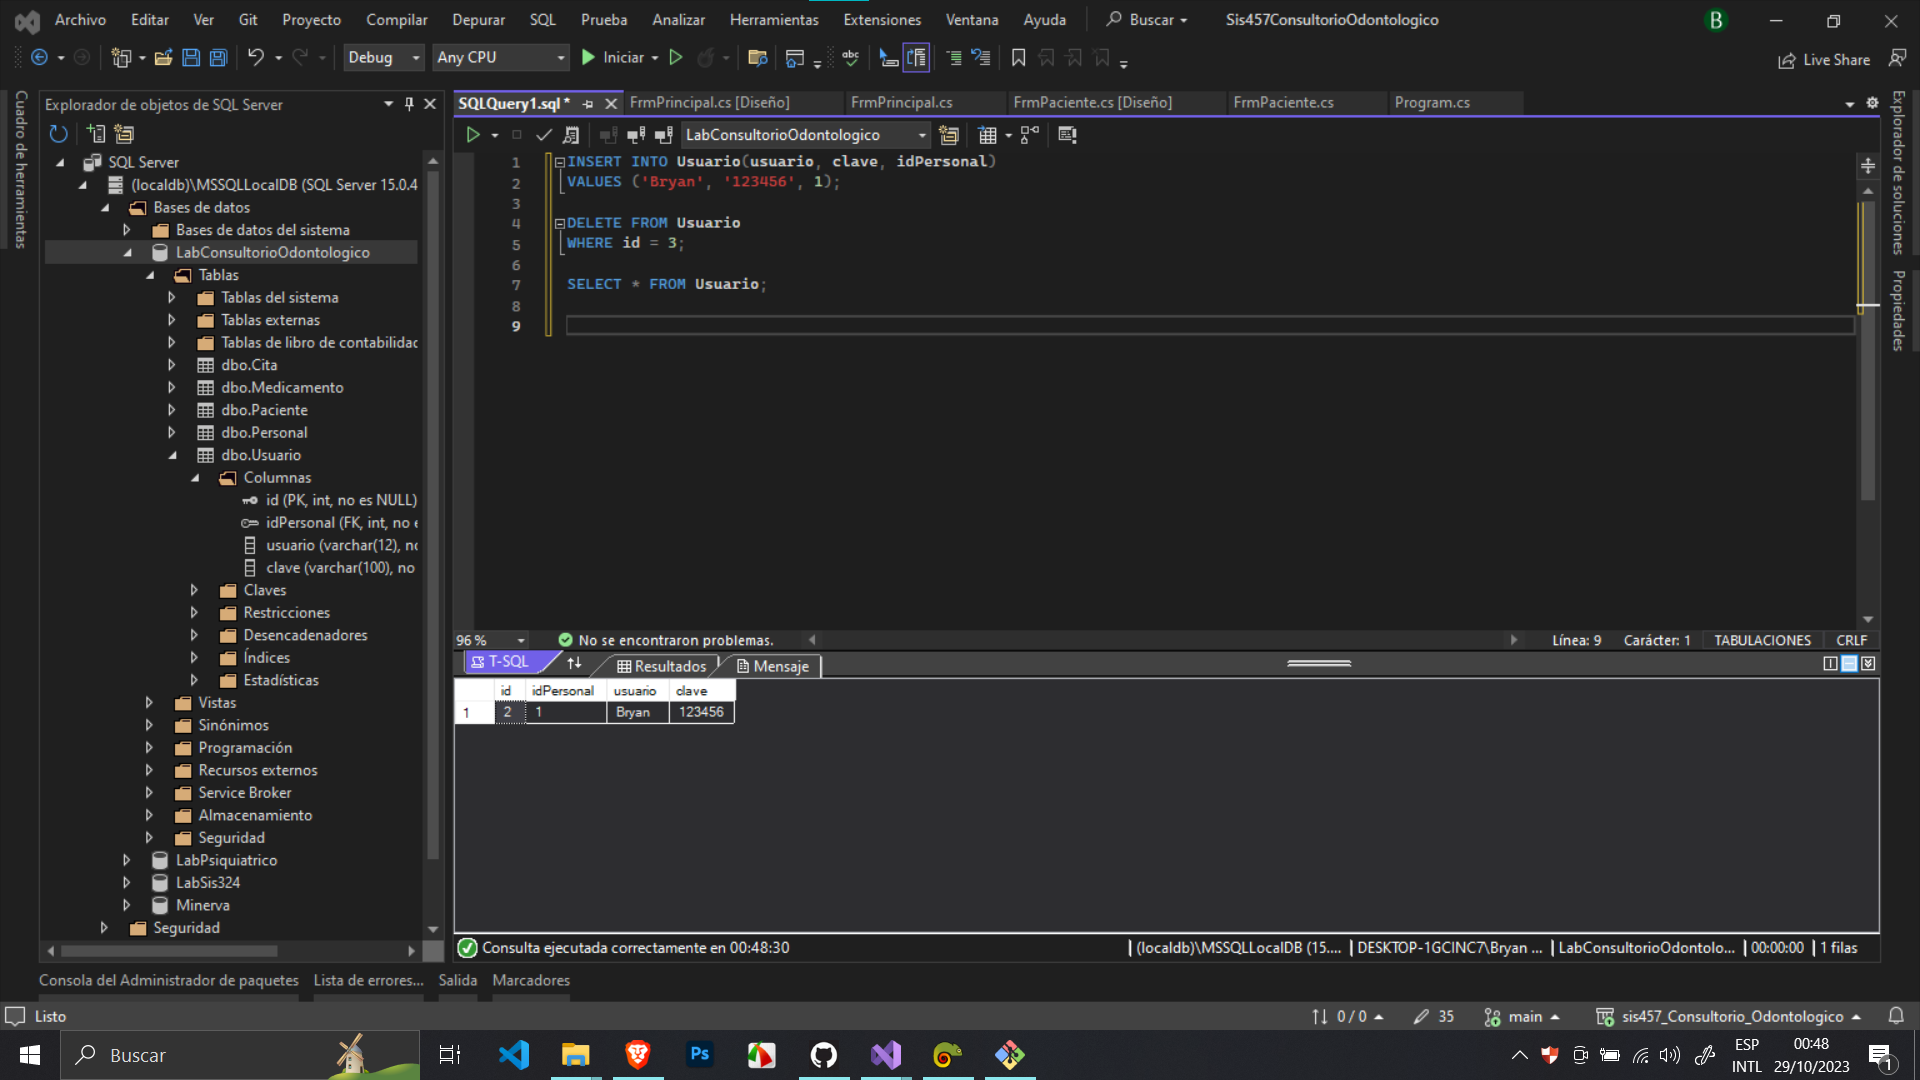 Archivo Editar Ver Git Proyecto Compilar Depurar SQL Prueba Analizar Herramientas Extensiones Ventana Ayuda Buscar Sis457ConsultorioOdontologico B
Debug Any CPU Iniciar Live Share
Cuadro de herramientas
Explorador de objetos de SQL Server
SQL Server
(localdb)\MSSQLLocalDB (SQL Server 15.0.4
Bases de datos
Bases de datos del sistema
LabConsultorioOdontologico
Tablas
Tablas del sistema
Tablas externas
Tablas de libro de contabilidad
dbo.Cita
dbo.Medicamento
dbo.Paciente
dbo.Personal
dbo.Usuario
Columnas
id (PK, int, no es NULL)
idPersonal (FK, int, no e
usuario (varchar(12), no
clave (varchar(100), no
Claves
Restricciones
Desencadenadores
Índices
Estadísticas
Vistas
Sinónimos
Programación
Recursos externos
Service Broker
Almacenamiento
Seguridad
LabPsiquiatrico
LabSis324
Minerva
Seguridad
SQLQuery1.sql * FrmPrincipal.cs [Diseño] FrmPrincipal.cs FrmPaciente.cs [Diseño] FrmPaciente.cs Program.cs
LabConsultorioOdontologico
1 INSERT INTO Usuario(usuario, clave, idPersonal)
2 VALUES ('Bryan', '123456', 1);
3
4 DELETE FROM Usuario
5 WHERE id = 3;
6
7 SELECT * FROM Usuario;
8
9
Explorador de soluciones
Propiedades
96 % No se encontraron problemas. Línea: 9 Carácter: 1 TABULACIONES CRLF
T-SQL Resultados Mensaje
id idPersonal usuario clave
1 2 1 Bryan 123456
Consulta ejecutada correctamente en 00:48:30 (localdb)\MSSQLLocalDB (15.... DESKTOP-1GCINC7\Bryan ... LabConsultorioOdontolo... 00:00:00 1 filas
Consola del Administrador de paquetes Lista de errores... Salida Marcadores
Listo 0 / 0 35 main sis457_Consultorio_Odontologico
Buscar Ps ESP 00:48
INTL 29/10/2023 1